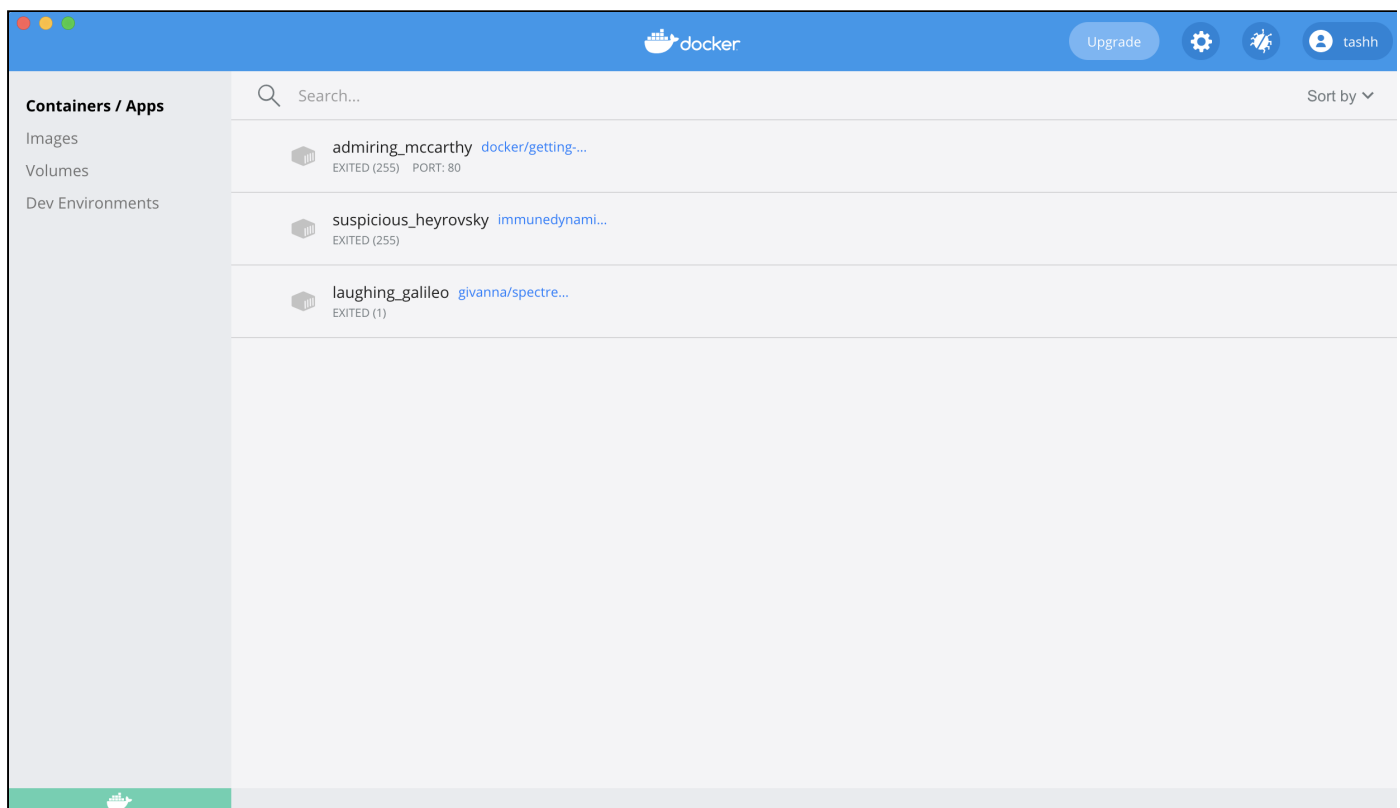 docker
Upgrade
tashh
Containers / Apps
Images
Volumes
Dev Environments
Search...
Sort by
admiring_mccarthy docker/getting-...
EXITED (255) PORT: 80
suspicious_heyrovsky immunedynami...
EXITED (255)
laughing_galileo givanna/spectre...
EXITED (1)